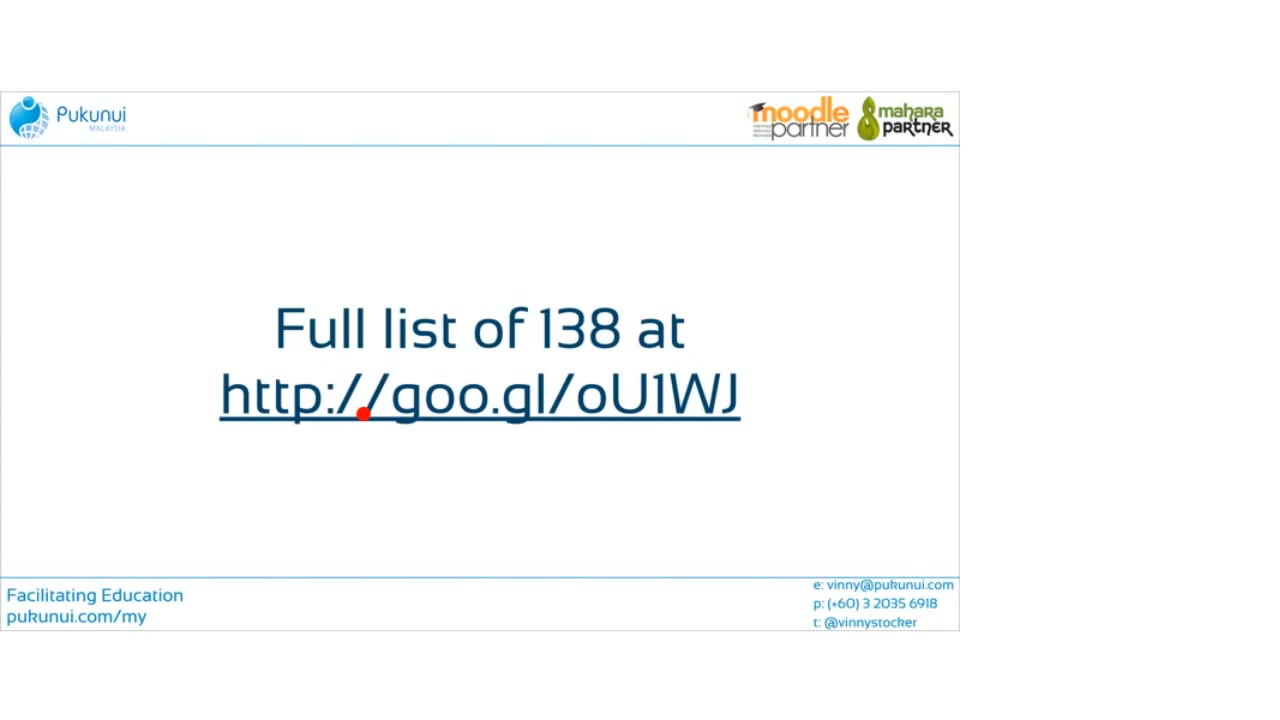 Pukunui
MALAYSIA
moodle
partner
mahara
partner
Full list of 138 at
http://goo.gl/oU1WJ
Facilitating Education
pukunui.com/my
e: vinny@pukunui.com
p: (+60) 3 2035 6918
t: @vinnystocker